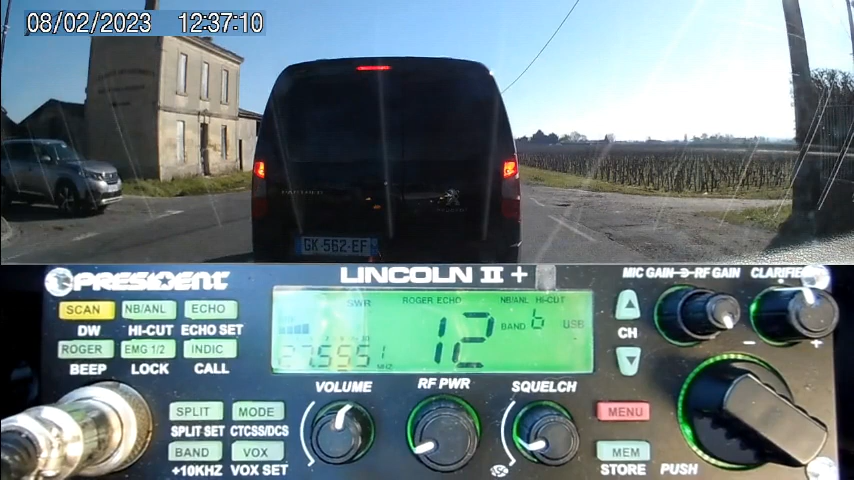 08/02/2023 12:37:10
GK-562-EF
PRESIDENT
LINCOLN II +
MIC GAIN RF GAIN CLARIFIER
SCAN NB/ANL ECHO
DW HI-CUT ECHO SET
ROGER EMG 1/2 INDIC
BEEP LOCK CALL
SWR ROGER ECHO NB/ANL HI-CUT
12 BAND b USB
27.555 MHZ
CH
- +
SPLIT MODE
SPLIT SET CTCSS/DCS
BAND VOX
+10KHZ VOX SET
VOLUME RF PWR SQUELCH
MENU
MEM
STORE PUSH